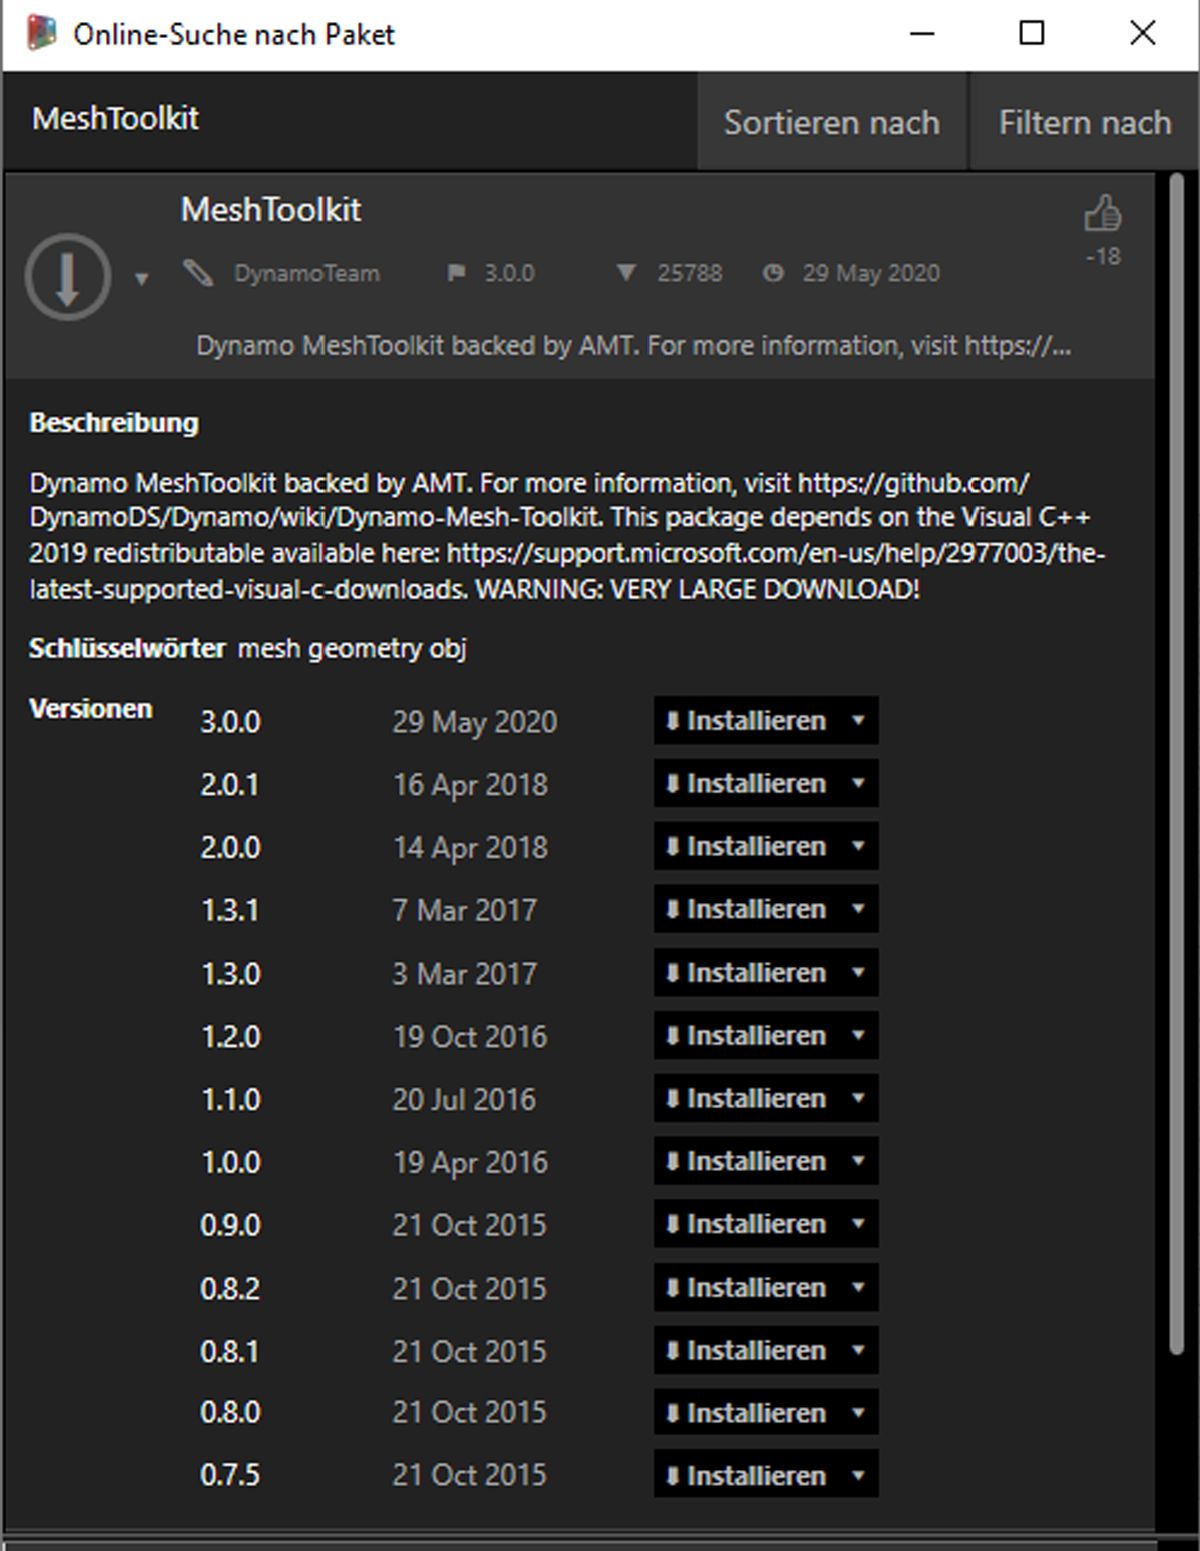 Online-Suche nach Paket
MeshToolkit
Sortieren nach
Filtern nach
MeshToolkit
DynamoTeam 3.0.0 25788 29 May 2020
-18
Dynamo MeshToolkit backed by AMT. For more information, visit https://...
Beschreibung
Dynamo MeshToolkit backed by AMT. For more information, visit https://github.com/
DynamoDS/Dynamo/wiki/Dynamo-Mesh-Toolkit. This package depends on the Visual C++
2019 redistributable available here: https://support.microsoft.com/en-us/help/2977003/the-
latest-supported-visual-c-downloads. WARNING: VERY LARGE DOWNLOAD!
Schlüsselwörter mesh geometry obj
Versionen 3.0.0 29 May 2020 Installieren
2.0.1 16 Apr 2018 Installieren
2.0.0 14 Apr 2018 Installieren
1.3.1 7 Mar 2017 Installieren
1.3.0 3 Mar 2017 Installieren
1.2.0 19 Oct 2016 Installieren
1.1.0 20 Jul 2016 Installieren
1.0.0 19 Apr 2016 Installieren
0.9.0 21 Oct 2015 Installieren
0.8.2 21 Oct 2015 Installieren
0.8.1 21 Oct 2015 Installieren
0.8.0 21 Oct 2015 Installieren
0.7.5 21 Oct 2015 Installieren